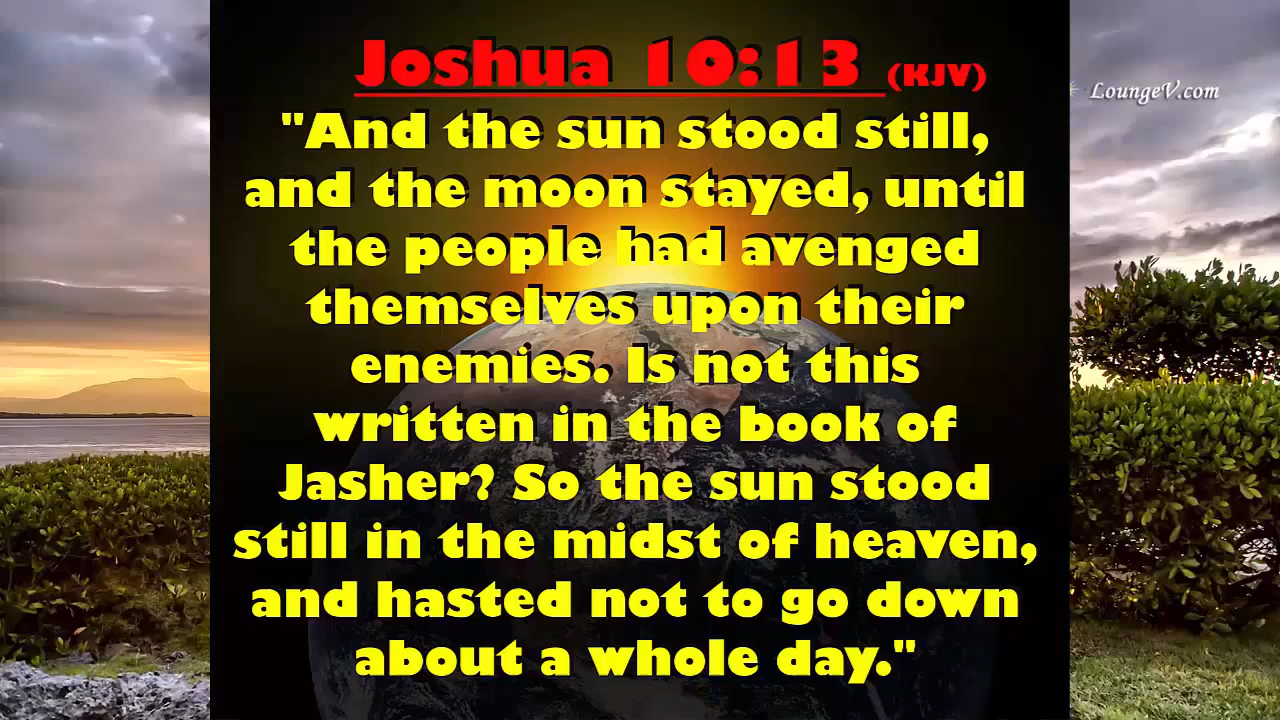 Joshua 10:13 (KJV)
LoungeV.com
"And the sun stood still,
and the moon stayed, until
the people had avenged
themselves upon their
enemies. Is not this
written in the book of
Jasher? So the sun stood
still in the midst of heaven,
and hasted not to go down
about a whole day."